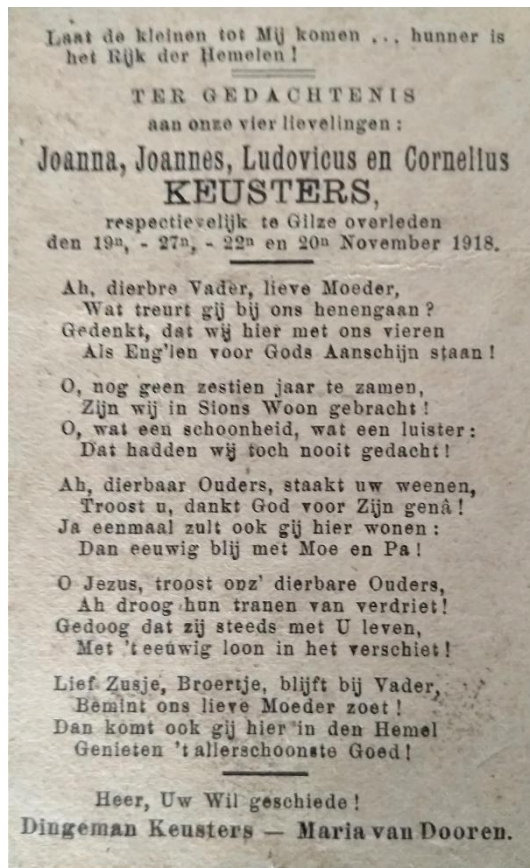 Laat de kleinen tot Mij komen ... hunner is
het Rijk der Hemelen!
TER GEDACHTENIS
aan onze vier lievelingen:
Joanna, Joannes, Ludovicus en Cornelius
KEUSTERS,
respectievelijk te Gilze overleden
den 19n, - 27n, - 22n en 20n November 1918.
Ah, dierbre Vader, lieve Moeder,
Wat treurt gij bij ons henengaan?
Gedenkt, dat wij hier met ons vieren
Als Eng'len voor Gods Aanschijn staan!
O, nog geen zestien jaar te zamen,
Zijn wij in Sions Woon gebracht!
O, wat een schoonheid, wat een luister:
Dat hadden wij toch nooit gedacht!
Ah, dierbaar Ouders, staakt uw weenen,
Troost u, dankt God voor Zijn genâ!
Ja eenmaal zult ook gij hier wonen:
Dan eeuwig blij met Moe en Pa!
O Jezus, troost onz' dierbare Ouders,
Ah droog hun tranen van verdriet!
Gedoog dat zij steeds met U leven,
Met 't eeuwig loon in het verschiet!
Lief Zusje, Broertje, blijft bij Vader,
Bemint ons lieve Moeder zoet!
Dan komt ook gij hier in den Hemel
Genieten 't allerschoonste Goed!
Heer, Uw Wil geschiede!
Dingeman Keusters — Maria van Dooren.